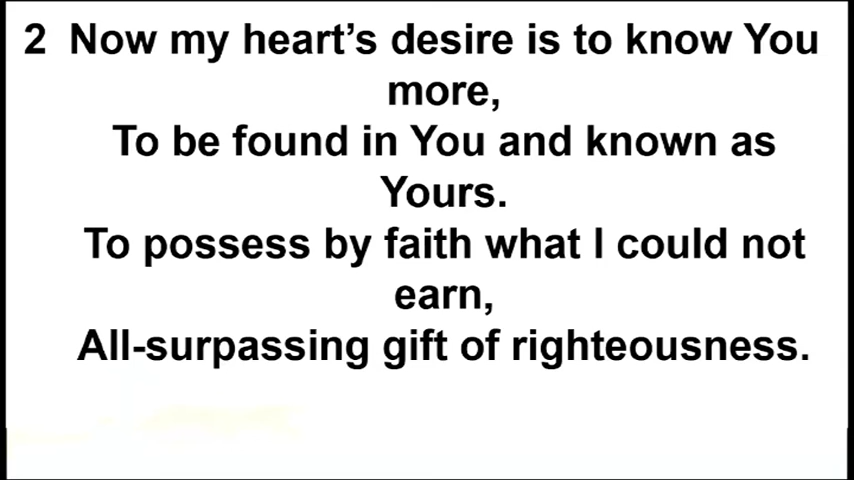 2 Now my heart’s desire is to know You
more,
To be found in You and known as
Yours.
To possess by faith what I could not
earn,
All-surpassing gift of righteousness.